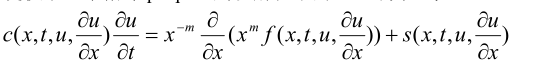 c(x,t,u,∂u/∂x) ∂u/∂t = x^{-m} ∂/∂x (x^m f(x,t,u,∂u/∂x)) + s(x,t,u,∂u/∂x)